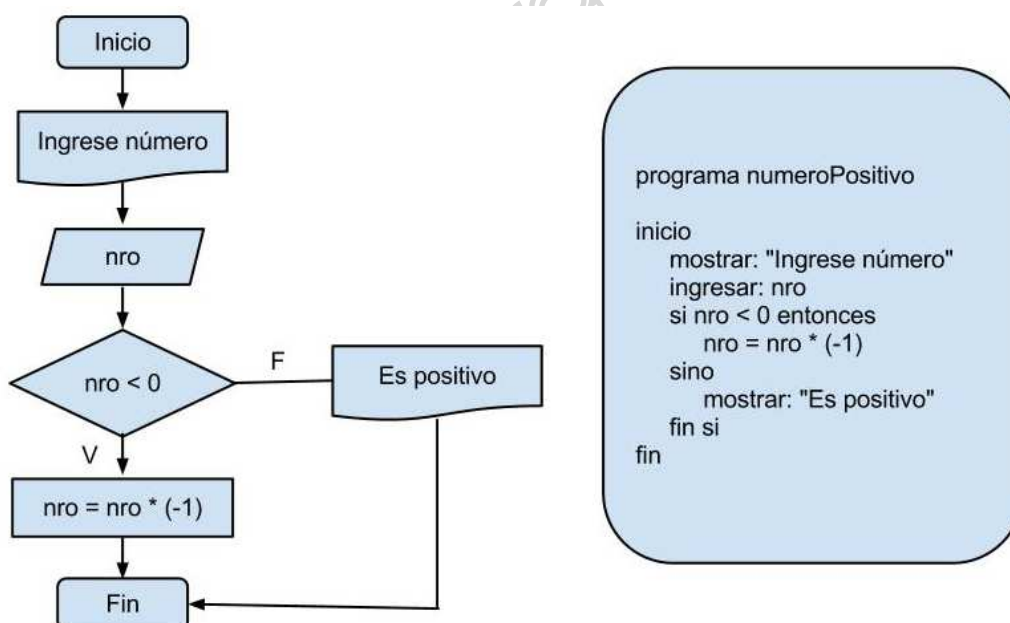 Inicio
Ingrese número
nro
nro < 0
F
Es positivo
V
nro = nro * (-1)
Fin
programa numeroPositivo
inicio
mostrar: "Ingrese número"
ingresar: nro
si nro < 0 entonces
nro = nro * (-1)
sino
mostrar: "Es positivo"
fin si
fin